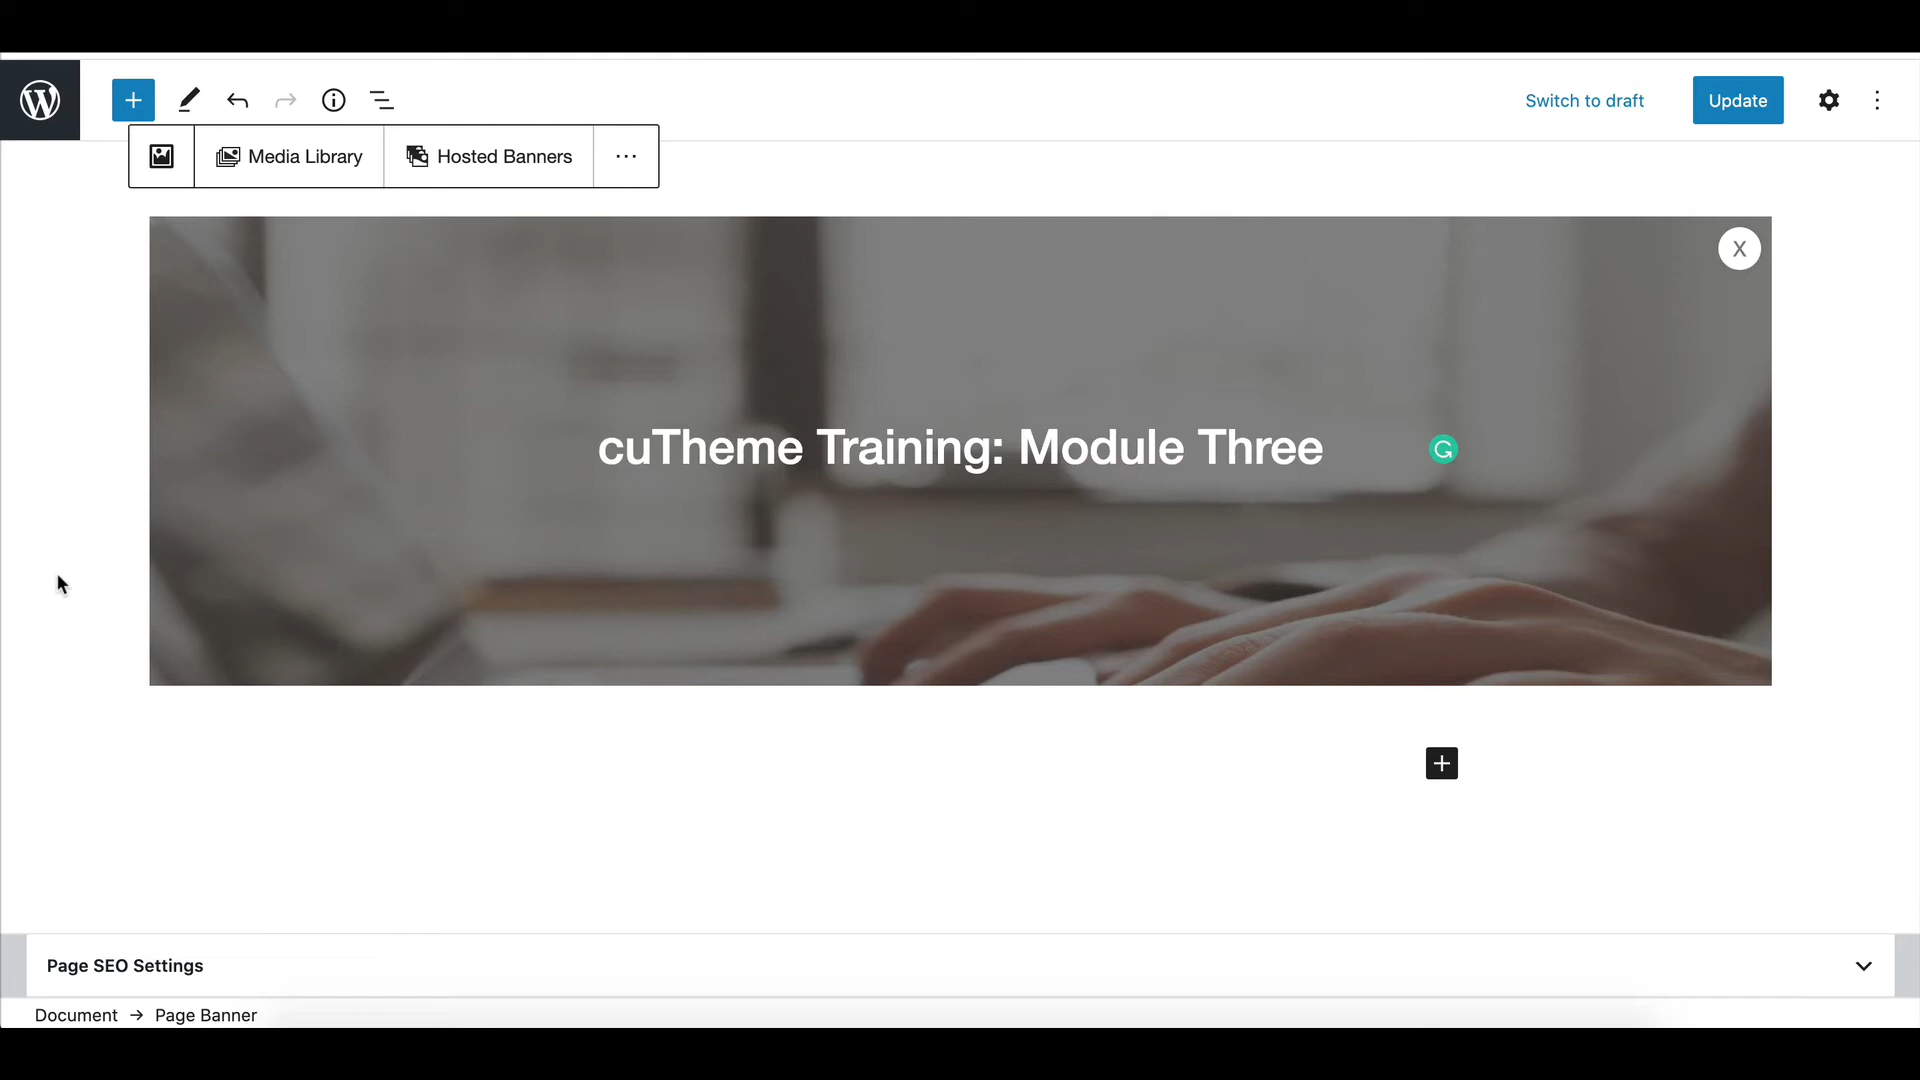 Switch to draft
Update
Media Library
Hosted Banners
X
cuTheme Training: Module Three
Page SEO Settings
Document → Page Banner